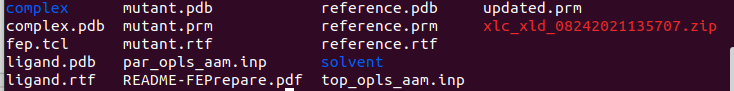 complex mutant.pdb reference.pdb updated.prm
complex.pdb mutant.prm reference.prm xlc_xld_08242021135707.zip
fep.tcl mutant.rtf reference.rtf
ligand.pdb par_opls_aam.inp solvent
ligand.rtf README-FEPrepare.pdf top_opls_aam.inp